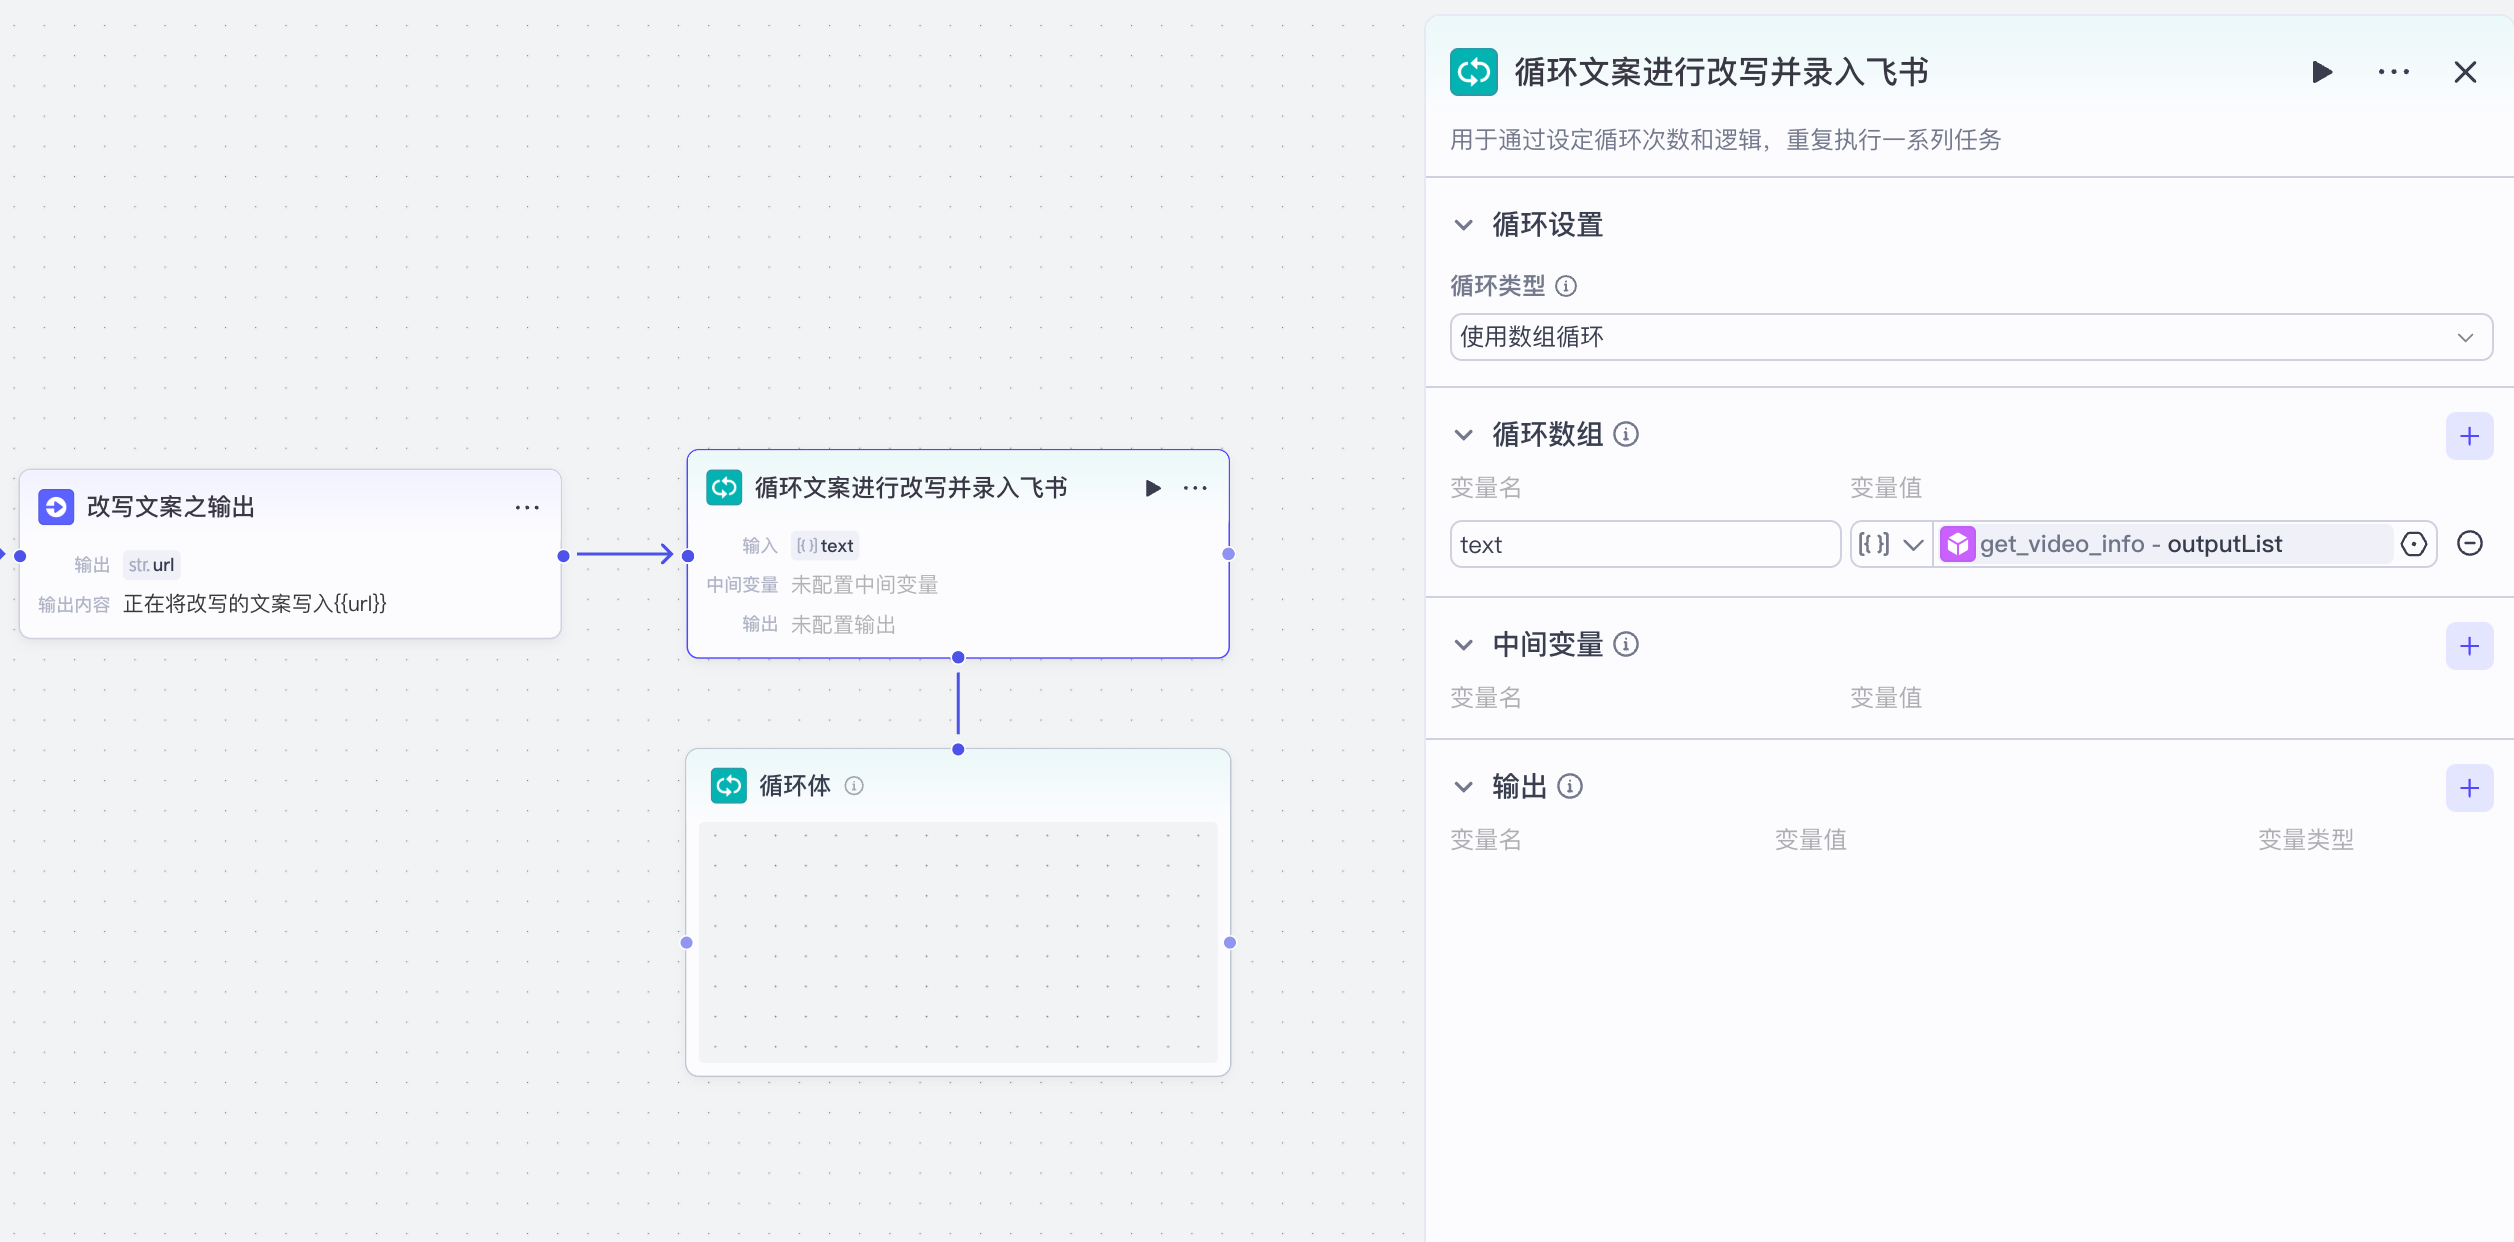 改写文案之输出
输出 str. url
输出内容 正在将改写的文案写入{{url}}
循环文案进行改写并录入飞书
输入 [{}] text
中间变量 未配置中间变量
输出 未配置输出
循环体
循环文案进行改写并录入飞书
用于通过设定循环次数和逻辑，重复执行一系列任务
循环设置
循环类型
使用数组循环
循环数组
变量名 变量值
text [{}] get_video_info - outputList
中间变量
变量名 变量值
输出
变量名 变量值 变量类型